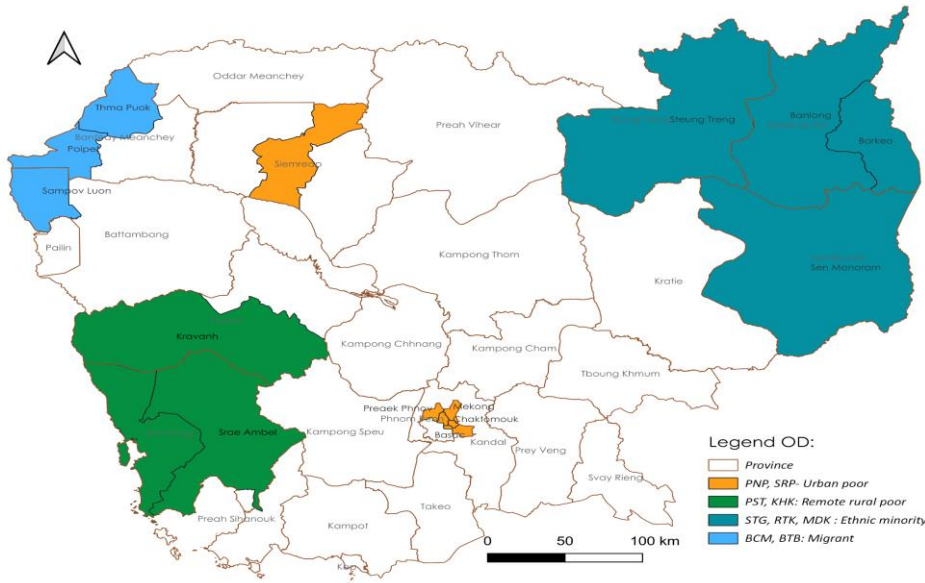 Oddar Meanchey
Thma Puok
Banteay Meanchey
Poipet
Siemreap
Preah Vihear
Steung Treng
Banlong
Borkeo
Sampov Luon
Pailin
Battambang
Kampong Thom
Kratie
Sen Monoram
Kravanh
Kampong Chhnang
Kampong Cham
Tboung Khmum
Preaek Phnov
Mekong
Phnom Penh
Chaktomouk
Basac
Srae Ambel
Kampong Speu
Kandal
Prey Veng
Svay Rieng
Preah Sihanouk
Kampot
Takeo
Kep
0 50 100 km
Legend OD:
Province
PNP, SRP- Urban poor
PST, KHK: Remote rural poor
STG, RTK, MDK : Ethnic minority
BCM, BTB: Migrant